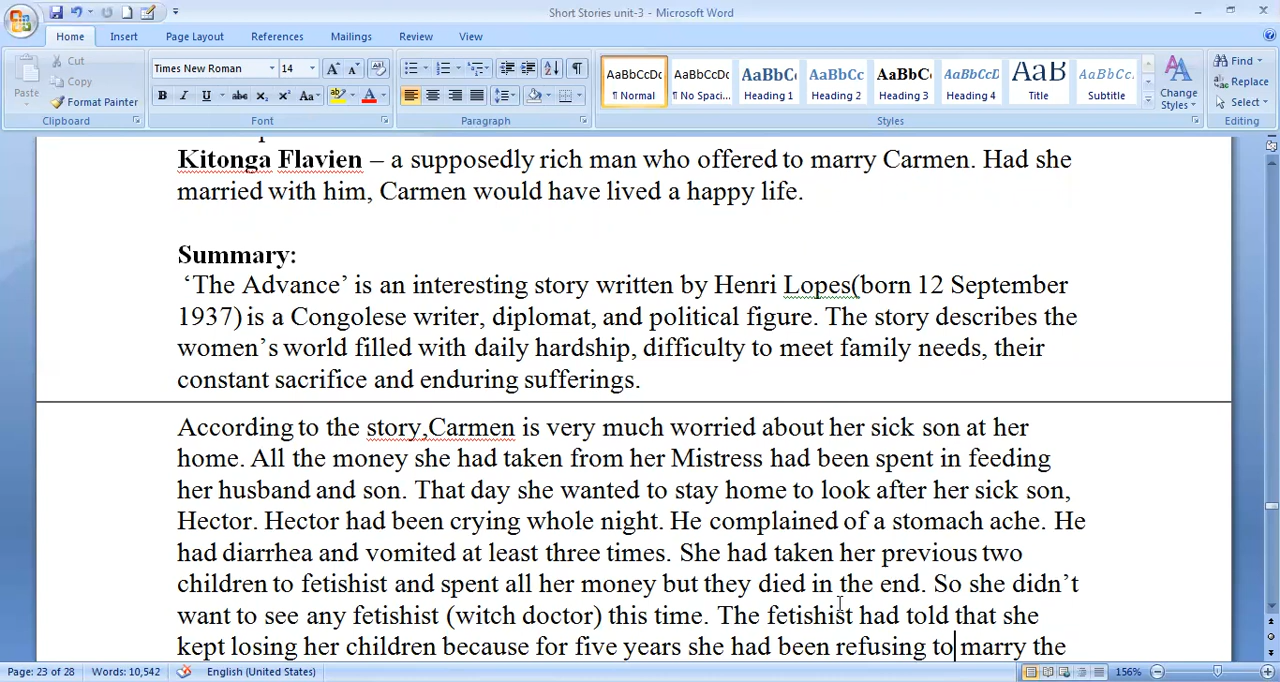 Short Stories unit-3 - Microsoft Word
Home Insert Page Layout References Mailings Review View
Cut
Copy
Paste
Format Painter
Clipboard
Times New Roman 14
Font
Paragraph
AaBbCcDc AaBbCcDc AaBbCc AaBbCc AaBbCc AaBbCcD AaB AaBbCc.
¶ Normal ¶ No Spaci... Heading 1 Heading 2 Heading 3 Heading 4 Title Subtitle
Change Styles
Styles
Find
Replace
Select
Editing
Kitonga Flavien – a supposedly rich man who offered to marry Carmen. Had she
married with him, Carmen would have lived a happy life.
Summary:
‘The Advance’ is an interesting story written by Henri Lopes(born 12 September
1937) is a Congolese writer, diplomat, and political figure. The story describes the
women’s world filled with daily hardship, difficulty to meet family needs, their
constant sacrifice and enduring sufferings.
According to the story,Carmen is very much worried about her sick son at her
home. All the money she had taken from her Mistress had been spent in feeding
her husband and son. That day she wanted to stay home to look after her sick son,
Hector. Hector had been crying whole night. He complained of a stomach ache. He
had diarrhea and vomited at least three times. She had taken her previous two
children to fetishist and spent all her money but they died in the end. So she didn’t
want to see any fetishist (witch doctor) this time. The fetishist had told that she
kept losing her children because for five years she had been refusing to marry the
Page: 23 of 28 Words: 10,542 English (United States) 156%